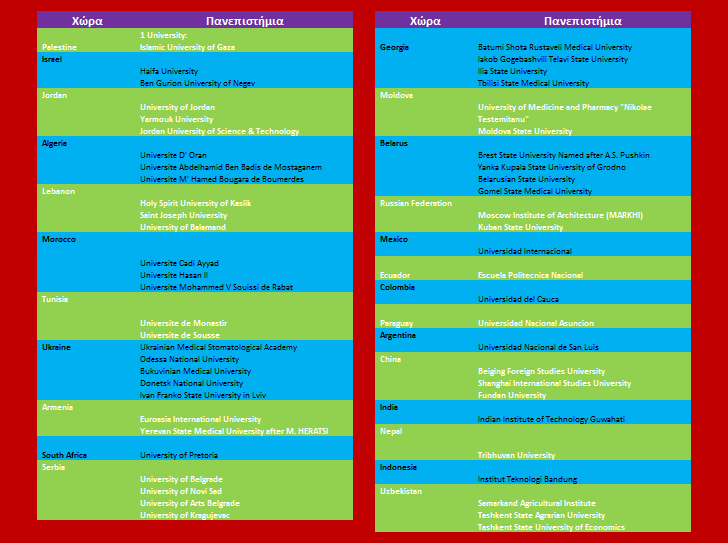 Χώρα Πανεπιστήμια
1 University:
Palestine Islamic University of Gaza
Israel
Haifa University
Ben Gurion University of Negev
Jordan
University of Jordan
Yarmouk University
Jordan University of Science & Technology
Algeria
Universite D' Oran
Universite Abdelhamid Ben Badis de Mostaganem
Universite M' Hamed Bougara de Boumerdes
Lebanon
Holy Spirit University of Kaslik
Saint Joseph University
University of Balamand
Morocco
Universite Cadi Ayyad
Universite Hasan II
Universite Mohammed V Souissi de Rabat
Tunisia
Universite de Monastir
Universite de Sousse
Ukraine Ukrainian Medical Stomatological Academy
Odessa National University
Bukuvinian Medical University
Donetsk National University
Ivan Franko State University in Lviv
Armenia
Euroasia International University
Yerevan State Medical University after M. HERATSI
South Africa University of Pretoria
Serbia
University of Belgrade
University of Novi Sad
University of Arts Belgrade
University of Kragujevac
Χώρα Πανεπιστήμια
Georgia Batumi Shota Rustaveli Medical University
Iakob Gogebashvili Telavi State University
Ilia State University
Tbilisi State Medical University
Moldova
University of Medicine and Pharmacy "Nikolae
Testemitanu"
Moldova State University
Belarus
Brest State University Named after A.S. Pushkin
Yanka Kupala State University of Grodno
Belarusian State University
Gomel State Medical University
Russian Federation
Moscow Institute of Architecture (MARKHI)
Kuban State University
Mexico
Universidad Internacional
Ecuador Escuela Politecnica Nacional
Colombia
Universidad del Cauca
Paraguay Universidad Nacional Asuncion
Argentina
Universidad Nacional de San Luis
China
Beiging Foreign Studies University
Shanghai International Studies University
Fundan University
India
Indian Institute of Technology Guwahati
Nepal
Tribhuvan University
Indonesia
Institut Teknologi Bandung
Uzbekistan
Samarkand Agricultural Institute
Tashkent State Agrarian University
Tashkent State University of Economics